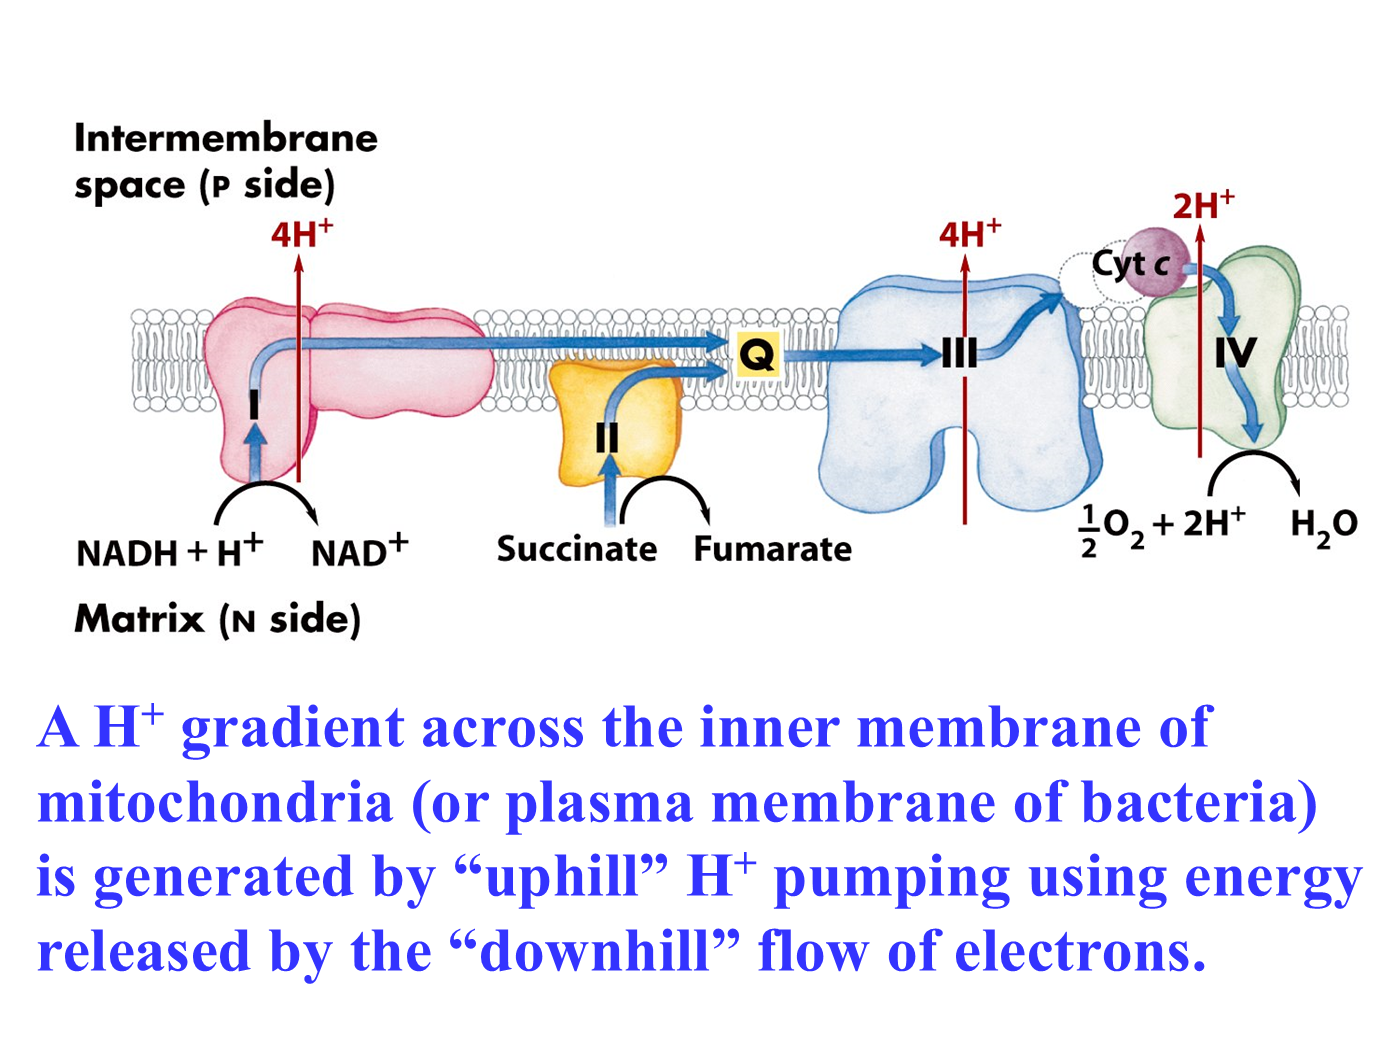 Intermembrane
space (P side)
4H⁺
4H⁺
2H⁺
Cyt c
I
II
Q
III
IV
NADH + H⁺
NAD⁺
Succinate
Fumarate
½O₂ + 2H⁺
H₂O
Matrix (N side)
A H⁺ gradient across the inner membrane of
mitochondria (or plasma membrane of bacteria)
is generated by “uphill” H⁺ pumping using energy
released by the “downhill” flow of electrons.